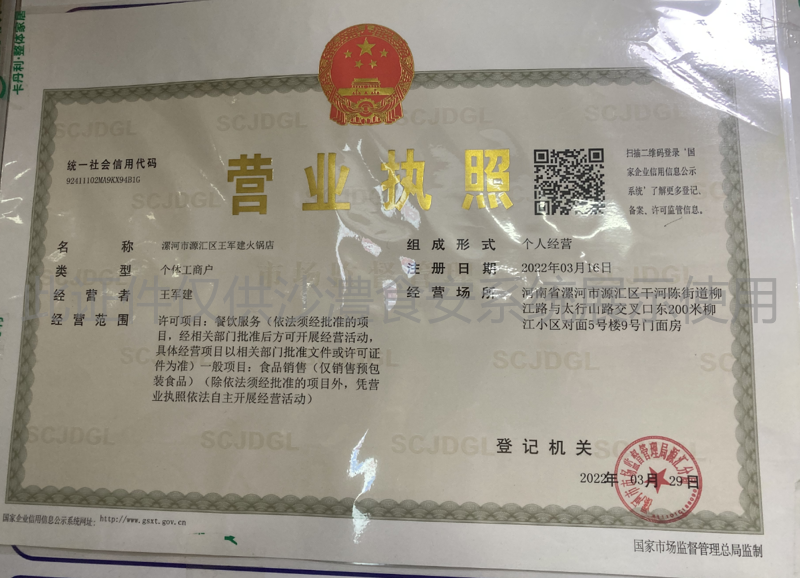 卡丹利·整体家居
统一社会信用代码
92411102MA9KX94B1G
营业执照
扫描二维码登录'国
家企业信用信息公示
系统'了解更多登记、
备案、许可监管信息。
名称 漯河市源汇区王军建火锅店
类型 个体工商户
经营者 王军建
经营范围 许可项目：餐饮服务（依法须经批准的项
目，经相关部门批准后方可开展经营活动，
具体经营项目以相关部门批准文件或许可证
件为准）一般项目：食品销售（仅销售预包
装食品）（除依法须经批准的项目外，凭营
业执照依法自主开展经营活动）
组成形式 个人经营
注册日期 2022年03月16日
经营场所 河南省漯河市源汇区干河陈街道柳
江路与太行山路交叉口东200米柳
江小区对面5号楼9号门面房
登记机关
2022年 03月 29日
国家企业信用信息公示系统网址：http://www.gsxt.gov.cn
国家市场监督管理总局监制